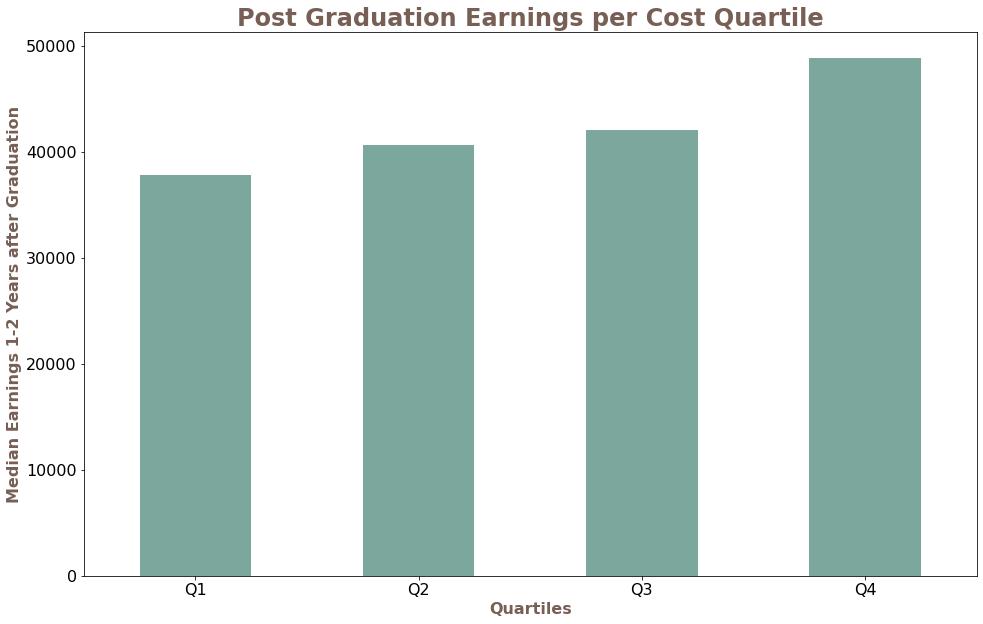 Post Graduation Earnings per Cost Quartile
Median Earnings 1-2 Years after Graduation
50000
40000
30000
20000
10000
0
Q1 Q2 Q3 Q4
Quartiles